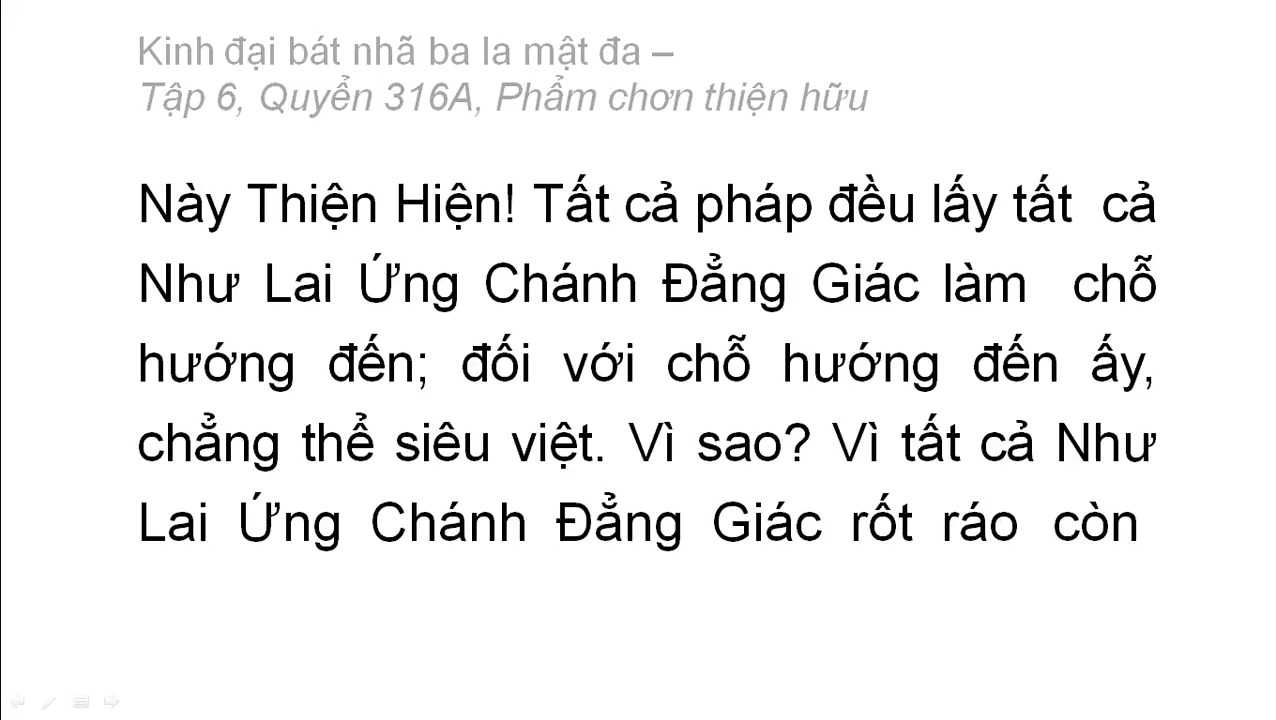 Kinh đại bát nhã ba la mật đa –
Tập 6, Quyển 316A, Phẩm chơn thiện hữu
Này Thiện Hiện! Tất cả pháp đều lấy tất cả
Như Lai Ứng Chánh Đẳng Giác làm chỗ
hướng đến; đối với chỗ hướng đến ấy,
chẳng thể siêu việt. Vì sao? Vì tất cả Như
Lai Ứng Chánh Đẳng Giác rốt ráo còn